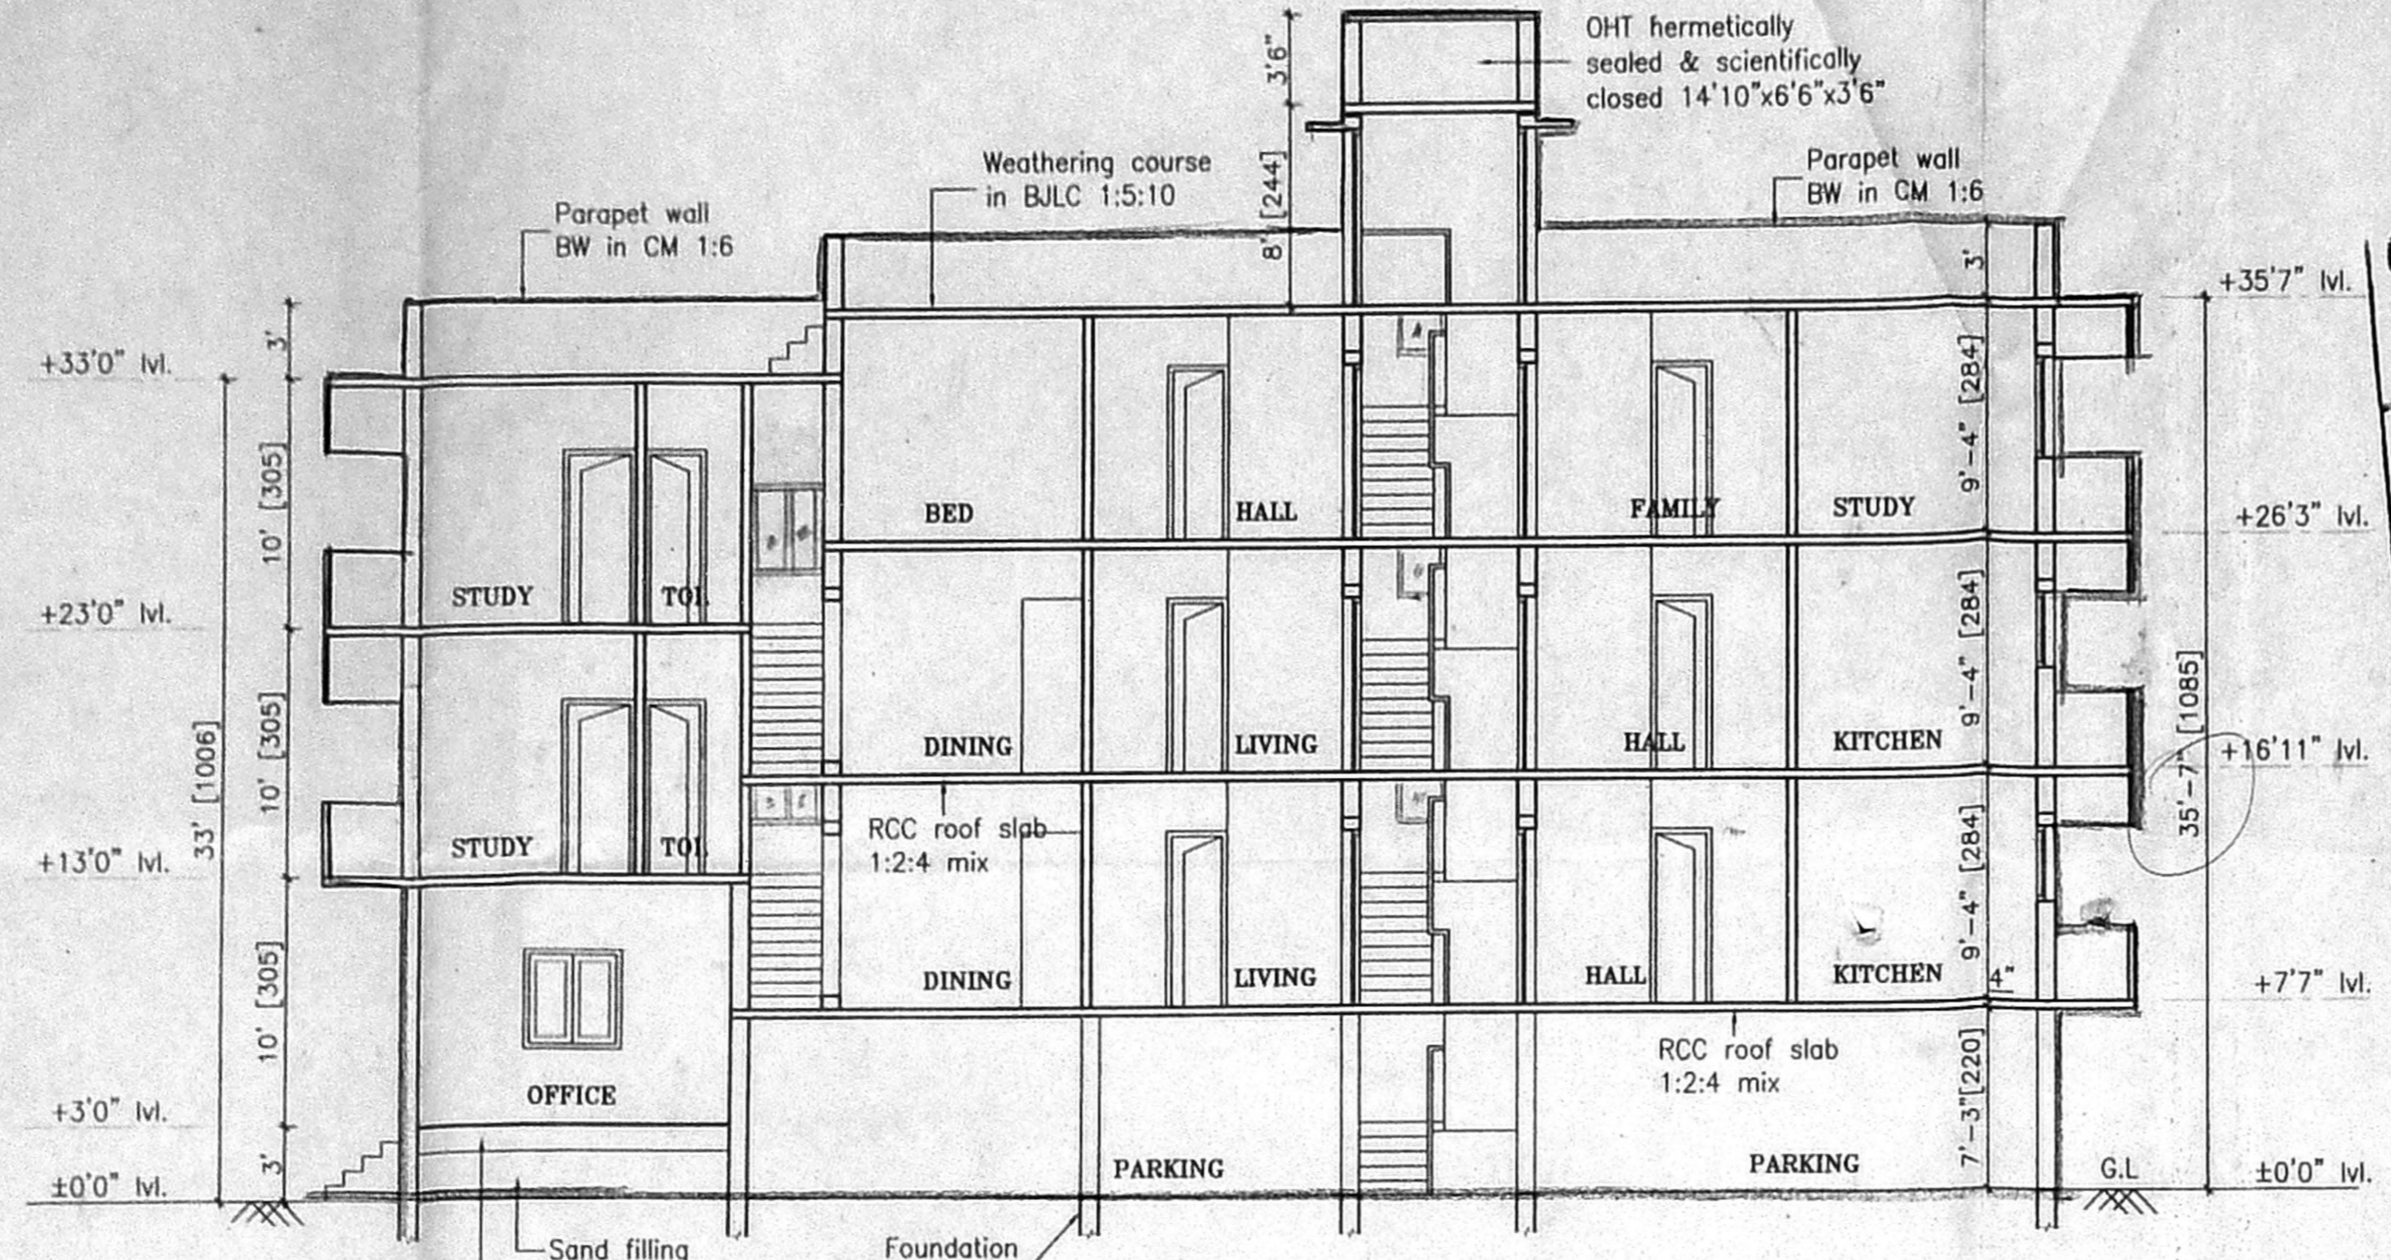 OHT hermetically
sealed & scientifically
closed 14'10"x6'6"x3'6"
3'6"
Weathering course
in BJLC 1:5:10
8' [244]
Parapet wall
BW in CM 1:6
Parapet wall
BW in CM 1:6
3'
+35'7" lvl.
3'
+33'0" lvl.
10' [305]
BED
HALL
FAMILY
STUDY
9'-4" [284]
+26'3" lvl.
STUDY
TOI.
+23'0" lvl.
33' [1006]
10' [305]
DINING
LIVING
HALL
KITCHEN
9'-4" [284]
35'-7" [1085]
+16'11" lvl.
RCC roof slab
1:2:4 mix
STUDY
TOI.
+13'0" lvl.
10' [305]
DINING
LIVING
HALL
KITCHEN
9'-4" [284]
4"
+7'7" lvl.
RCC roof slab
1:2:4 mix
OFFICE
+3'0" lvl.
7'-3"[220]
3'
PARKING
PARKING
G.L
±0'0" lvl.
±0'0" lvl.
Sand filling
Foundation